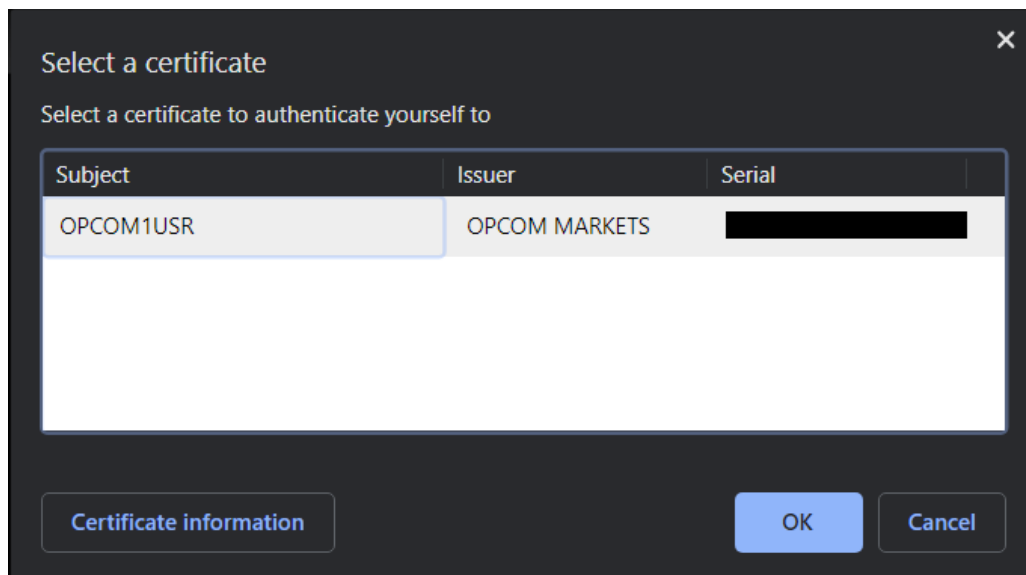 Select a certificate
Select a certificate to authenticate yourself to
Subject Issuer Serial
OPCOM1USR OPCOM MARKETS
Certificate information OK Cancel